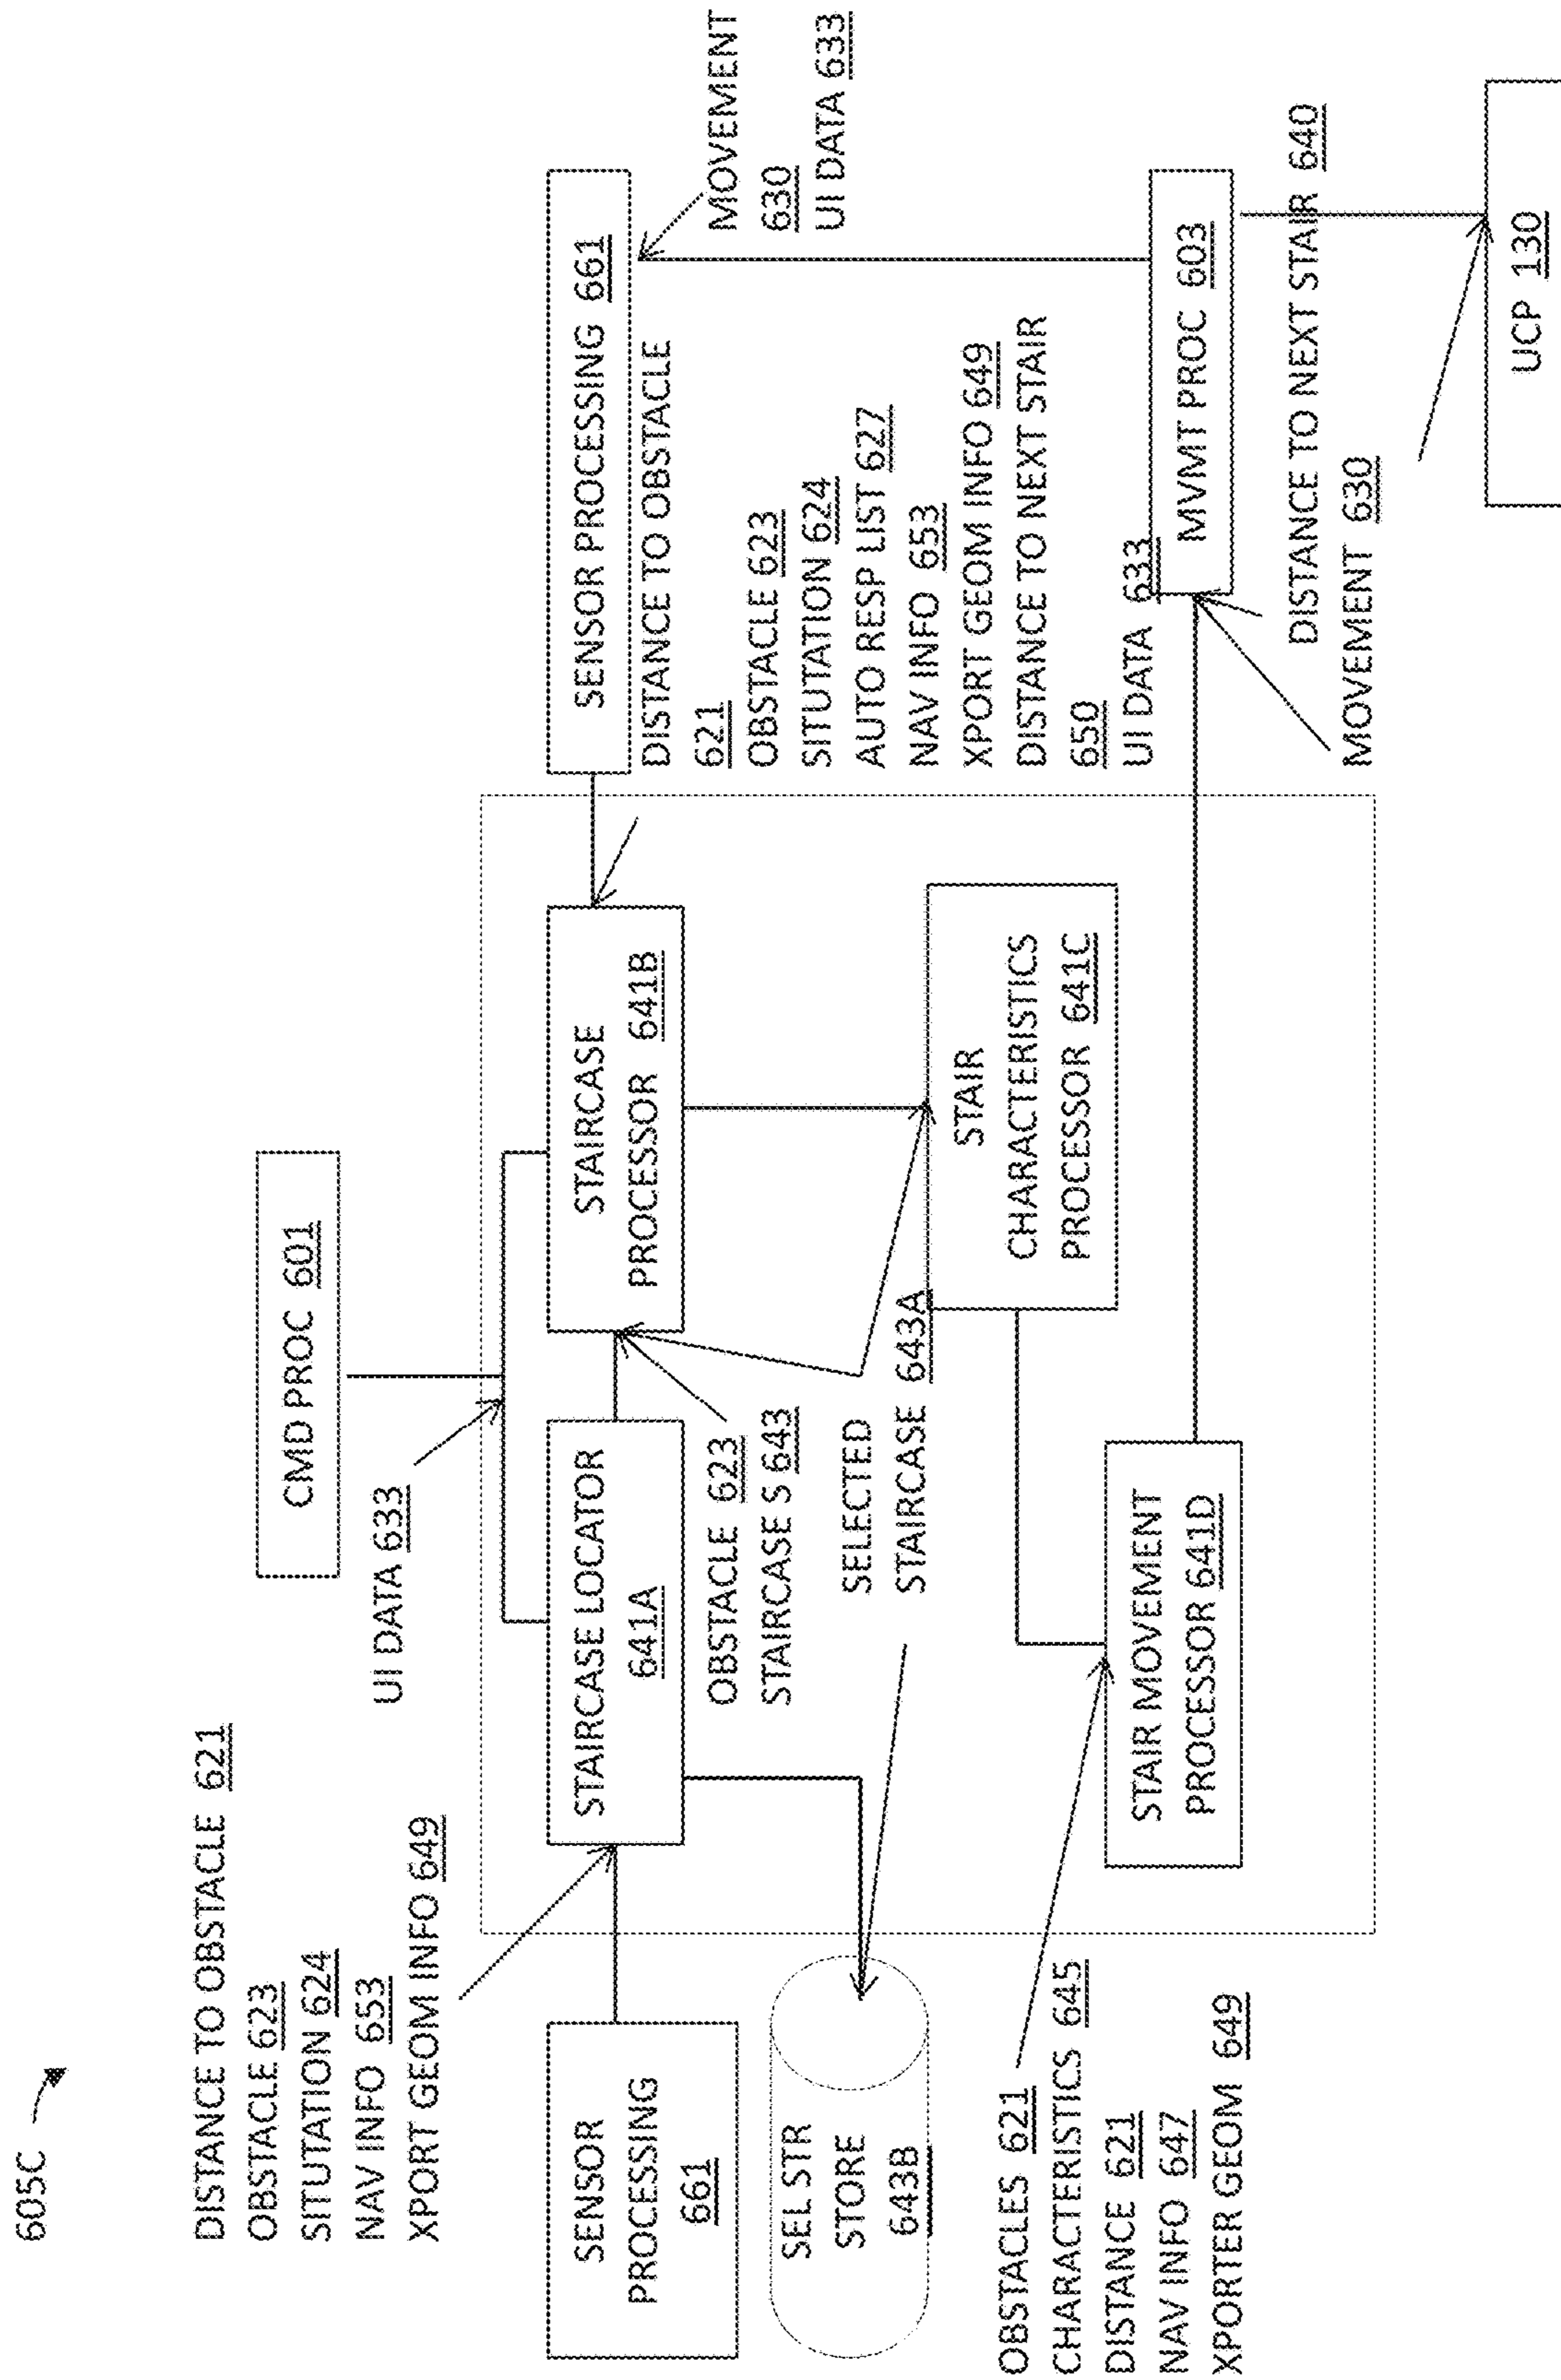 605C
DISTANCE TO OBSTACLE 621
OBSTACLE 623
SITUTATION 624
NAV INFO 653
XPORT GEOM INFO 649
UI DATA 633
CMD PROC 601
SENSOR
PROCESSING
661
STAIRCASE LOCATOR
641A
STAIRCASE
PROCESSOR 641B
SENSOR PROCESSING 661
DISTANCE TO OBSTACLE
621
OBSTACLE 623
SITUTATION 624
AUTO RESP LIST 627
NAV INFO 653
XPORT GEOM INFO 649
DISTANCE TO NEXT STAIR
650
UI DATA 633
MOVEMENT
630
UI DATA 633
OBSTACLE 623
STAIRCASE S 643
SEL STR
STORE
643B
SELECTED
STAIRCASE 643A
STAIR
CHARACTERISTICS
PROCESSOR 641C
OBSTACLES 621
CHARACTERISTICS 645
DISTANCE 621
NAV INFO 647
XPORTER GEOM 649
STAIR MOVEMENT
PROCESSOR 641D
MVMT PROC 603
DISTANCE TO NEXT STAIR 640
MOVEMENT 630
UCP 130